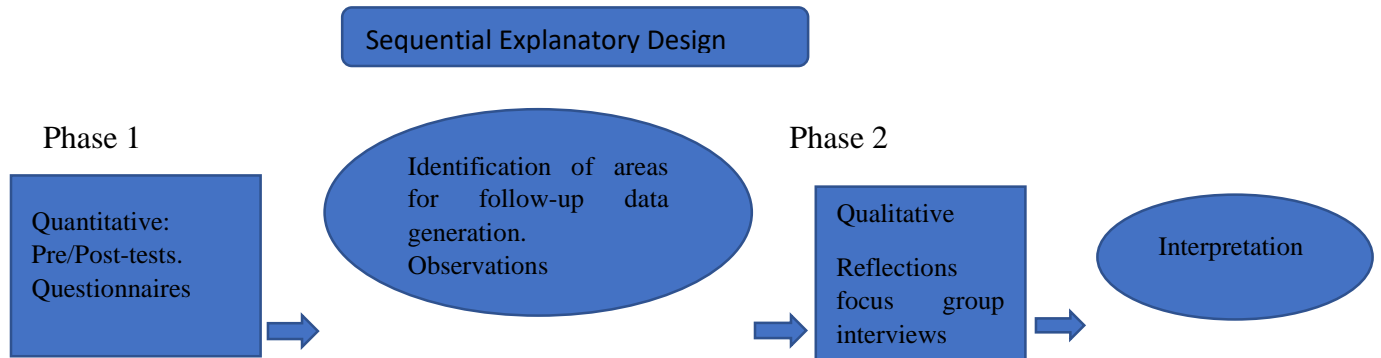 Sequential Explanatory Design
Phase 1
Quantitative:
Pre/Post-tests.
Questionnaires
Identification of areas
for follow-up data
generation.
Observations
Phase 2
Qualitative
Reflections
focus group
interviews
Interpretation